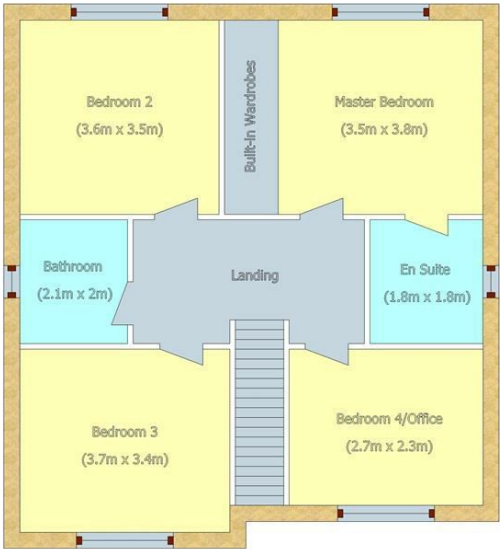 Bedroom 2
(3.6m x 3.5m)
Built-In Wardrobes
Master Bedroom
(3.5m x 3.8m)
Bathroom
(2.1m x 2m)
Landing
En Suite
(1.8m x 1.8m)
Bedroom 3
(3.7m x 3.4m)
Bedroom 4/Office
(2.7m x 2.3m)